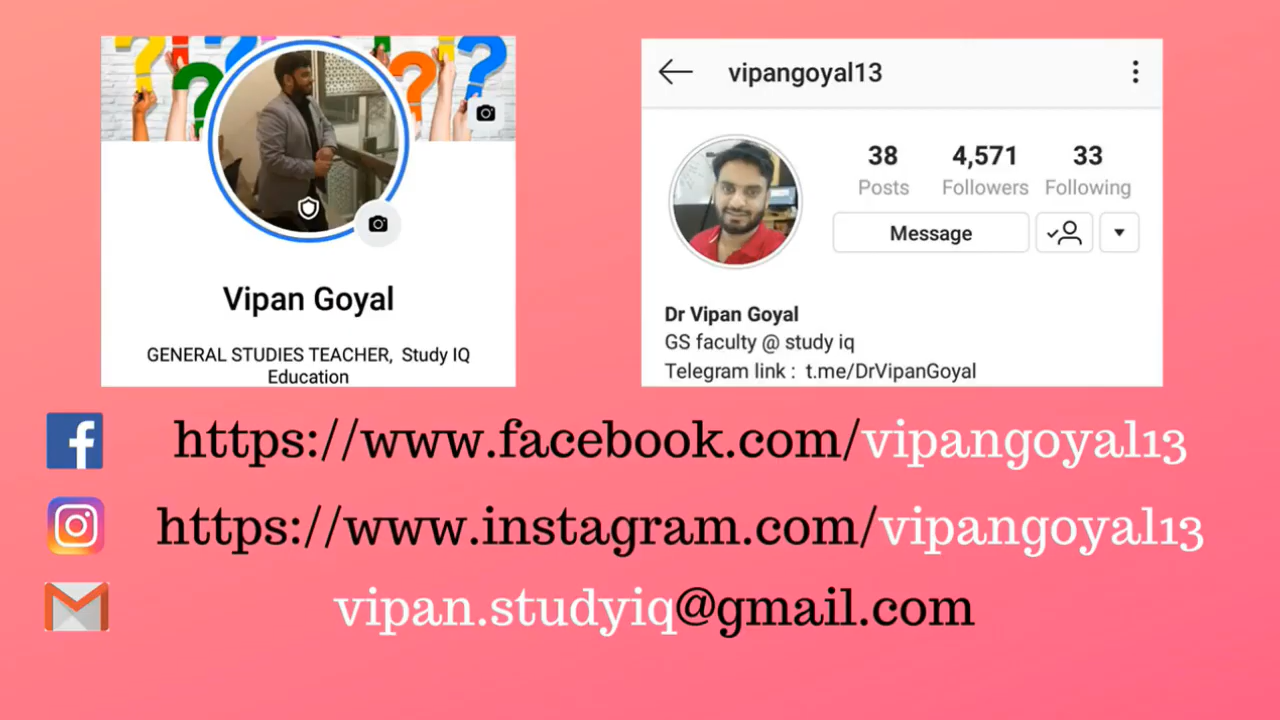 Vipan Goyal
GENERAL STUDIES TEACHER, Study IQ
Education
vipangoyal13
38 4,571 33
Posts Followers Following
Message
Dr Vipan Goyal
GS faculty @ study iq
Telegram link : t.me/DrVipanGoyal
https://www.facebook.com/vipangoyal13
https://www.instagram.com/vipangoyal13
vipan.studyiq@gmail.com